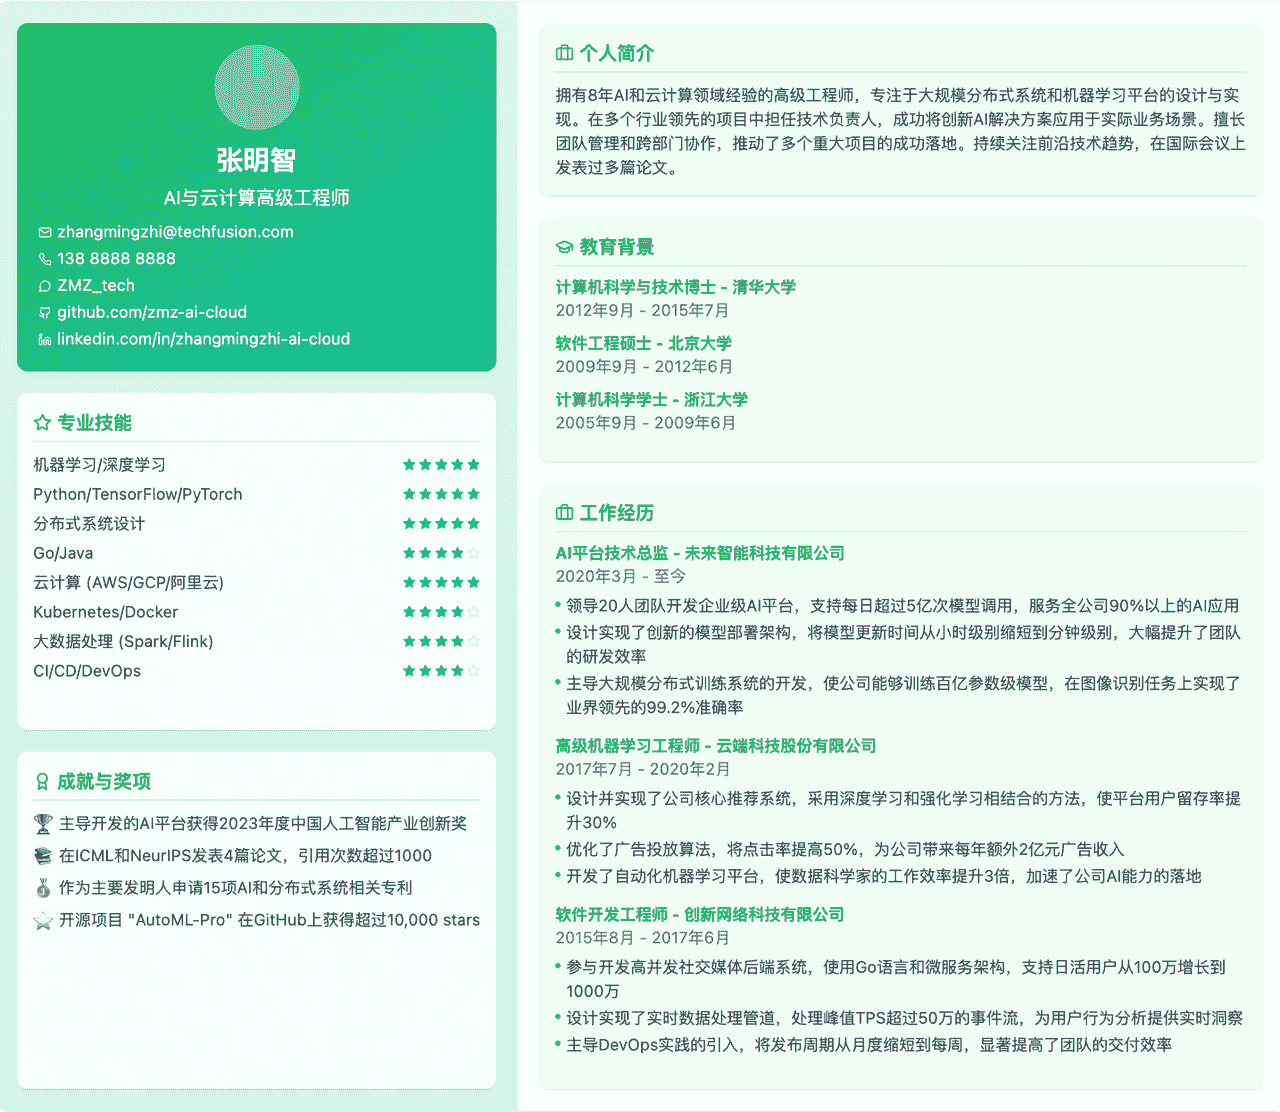 张明智
AI与云计算高级工程师
zhangmingzhi@techfusion.com
138 8888 8888
ZMZ_tech
github.com/zmz-ai-cloud
linkedin.com/in/zhangmingzhi-ai-cloud
专业技能
机器学习/深度学习
Python/TensorFlow/PyTorch
分布式系统设计
Go/Java
云计算 (AWS/GCP/阿里云)
Kubernetes/Docker
大数据处理 (Spark/Flink)
CI/CD/DevOps
成就与奖项
主导开发的AI平台获得2023年度中国人工智能产业创新奖
在ICML和NeurIPS发表4篇论文，引用次数超过1000
作为主要发明人申请15项AI和分布式系统相关专利
开源项目 "AutoML-Pro" 在GitHub上获得超过10,000 stars
个人简介
拥有8年AI和云计算领域经验的高级工程师，专注于大规模分布式系统和机器学习平台的设计与实
现。在多个行业领先的项目中担任技术负责人，成功将创新AI解决方案应用于实际业务场景。擅长
团队管理和跨部门协作，推动了多个重大项目的成功落地。持续关注前沿技术趋势，在国际会议上
发表过多篇论文。
教育背景
计算机科学与技术博士 - 清华大学
2012年9月 - 2015年7月
软件工程硕士 - 北京大学
2009年9月 - 2012年6月
计算机科学学士 - 浙江大学
2005年9月 - 2009年6月
工作经历
AI平台技术总监 - 未来智能科技有限公司
2020年3月 - 至今
• 领导20人团队开发企业级AI平台，支持每日超过5亿次模型调用，服务全公司90%以上的AI应用
• 设计实现了创新的模型部署架构，将模型更新时间从小时级别缩短到分钟级别，大幅提升了团队
的研发效率
• 主导大规模分布式训练系统的开发，使公司能够训练百亿参数级模型，在图像识别任务上实现了
业界领先的99.2%准确率
高级机器学习工程师 - 云端科技股份有限公司
2017年7月 - 2020年2月
• 设计并实现了公司核心推荐系统，采用深度学习和强化学习相结合的方法，使平台用户留存率提
升30%
• 优化了广告投放算法，将点击率提高50%，为公司带来每年额外2亿元广告收入
• 开发了自动化机器学习平台，使数据科学家的工作效率提升3倍，加速了公司AI能力的落地
软件开发工程师 - 创新网络科技有限公司
2015年8月 - 2017年6月
• 参与开发高并发社交媒体后端系统，使用Go语言和微服务架构，支持日活用户从100万增长到
1000万
• 设计实现了实时数据处理管道，处理峰值TPS超过50万的事件流，为用户行为分析提供实时洞察
• 主导DevOps实践的引入，将发布周期从月度缩短到每周，显著提高了团队的交付效率